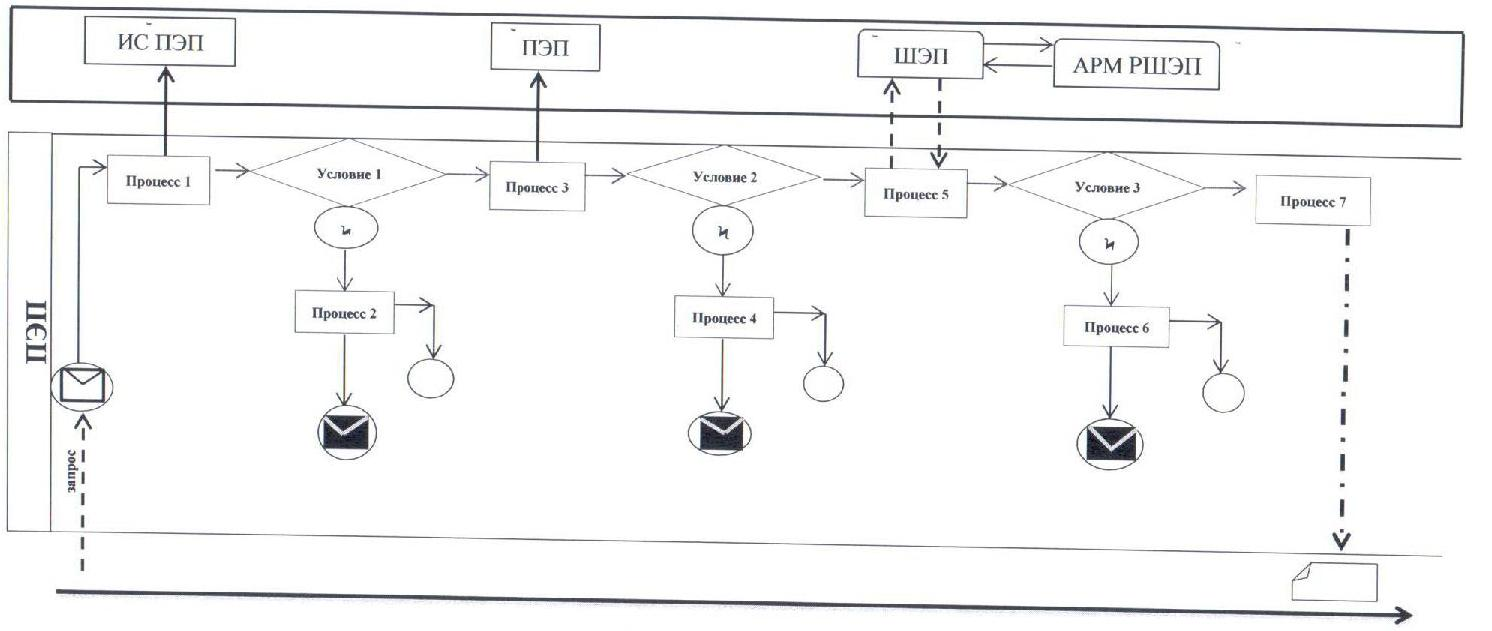 ИС ПЭП
ПЭП
ШЭП
АРМ РШЭП
ПЭП
Процесс 1
Условие 1
Процесс 3
Условие 2
Процесс 5
Условие 3
Процесс 7
Процесс 2
Процесс 4
Процесс 6
запрос